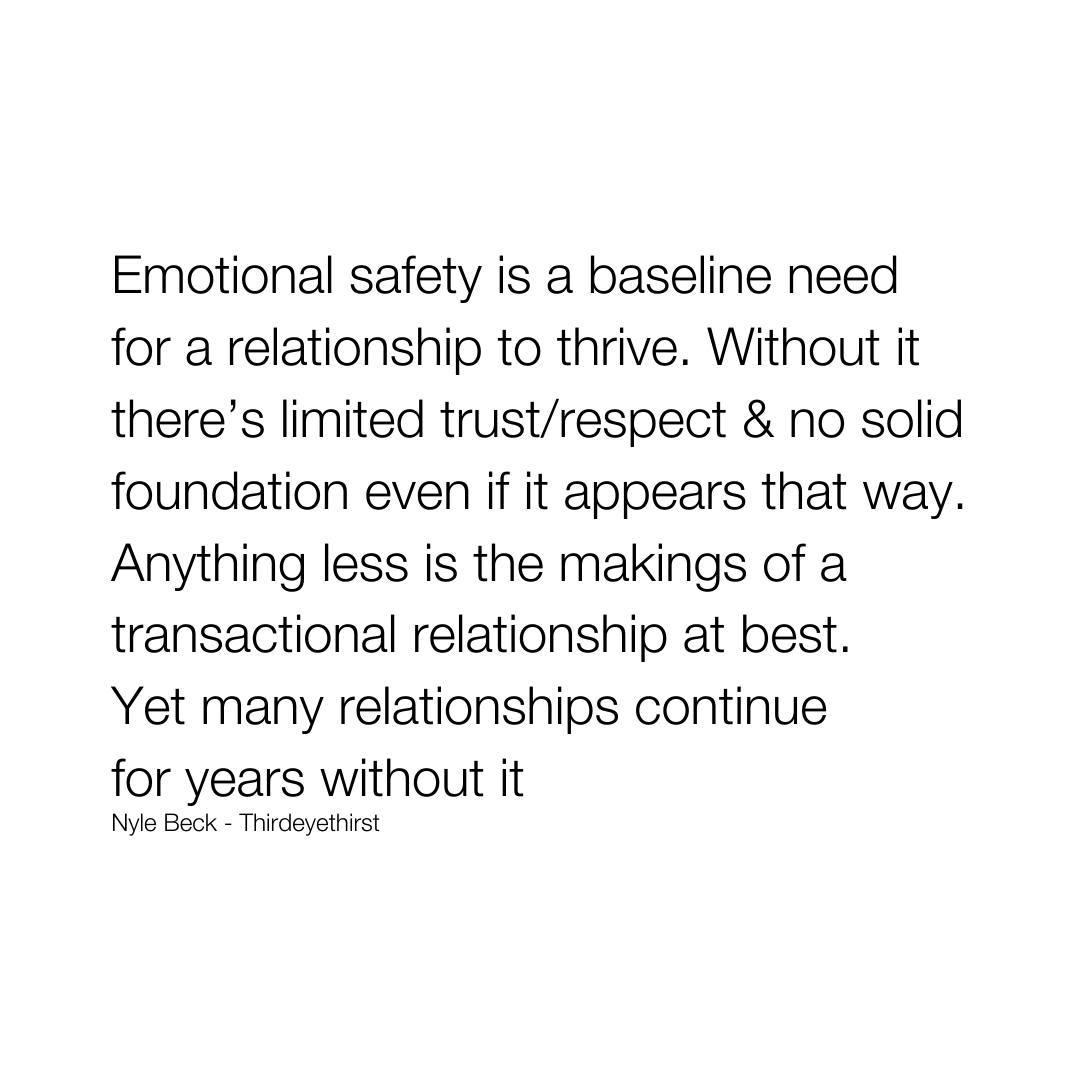 Emotional safety is a baseline need
for a relationship to thrive. Without it
there’s limited trust/respect & no solid
foundation even if it appears that way.
Anything less is the makings of a
transactional relationship at best.
Yet many relationships continue
for years without it
Nyle Beck - Thirdeyethirst